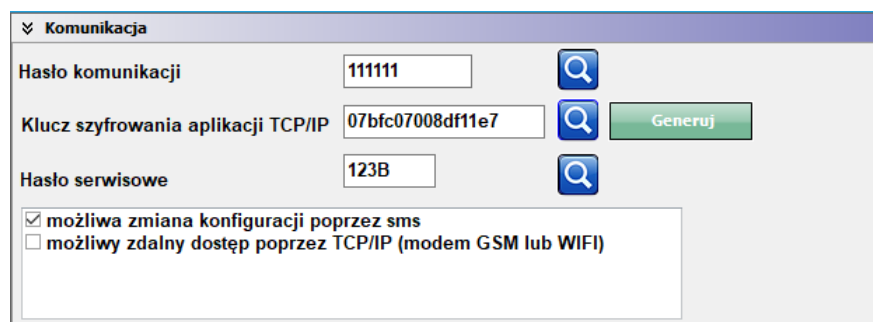 Komunikacja
Hasło komunikacji 111111
Klucz szyfrowania aplikacji TCP/IP 07bfc07008df11e7 Generuj
Hasło serwisowe 123B
możliwa zmiana konfiguracji poprzez sms
możliwy zdalny dostęp poprzez TCP/IP (modem GSM lub WIFI)